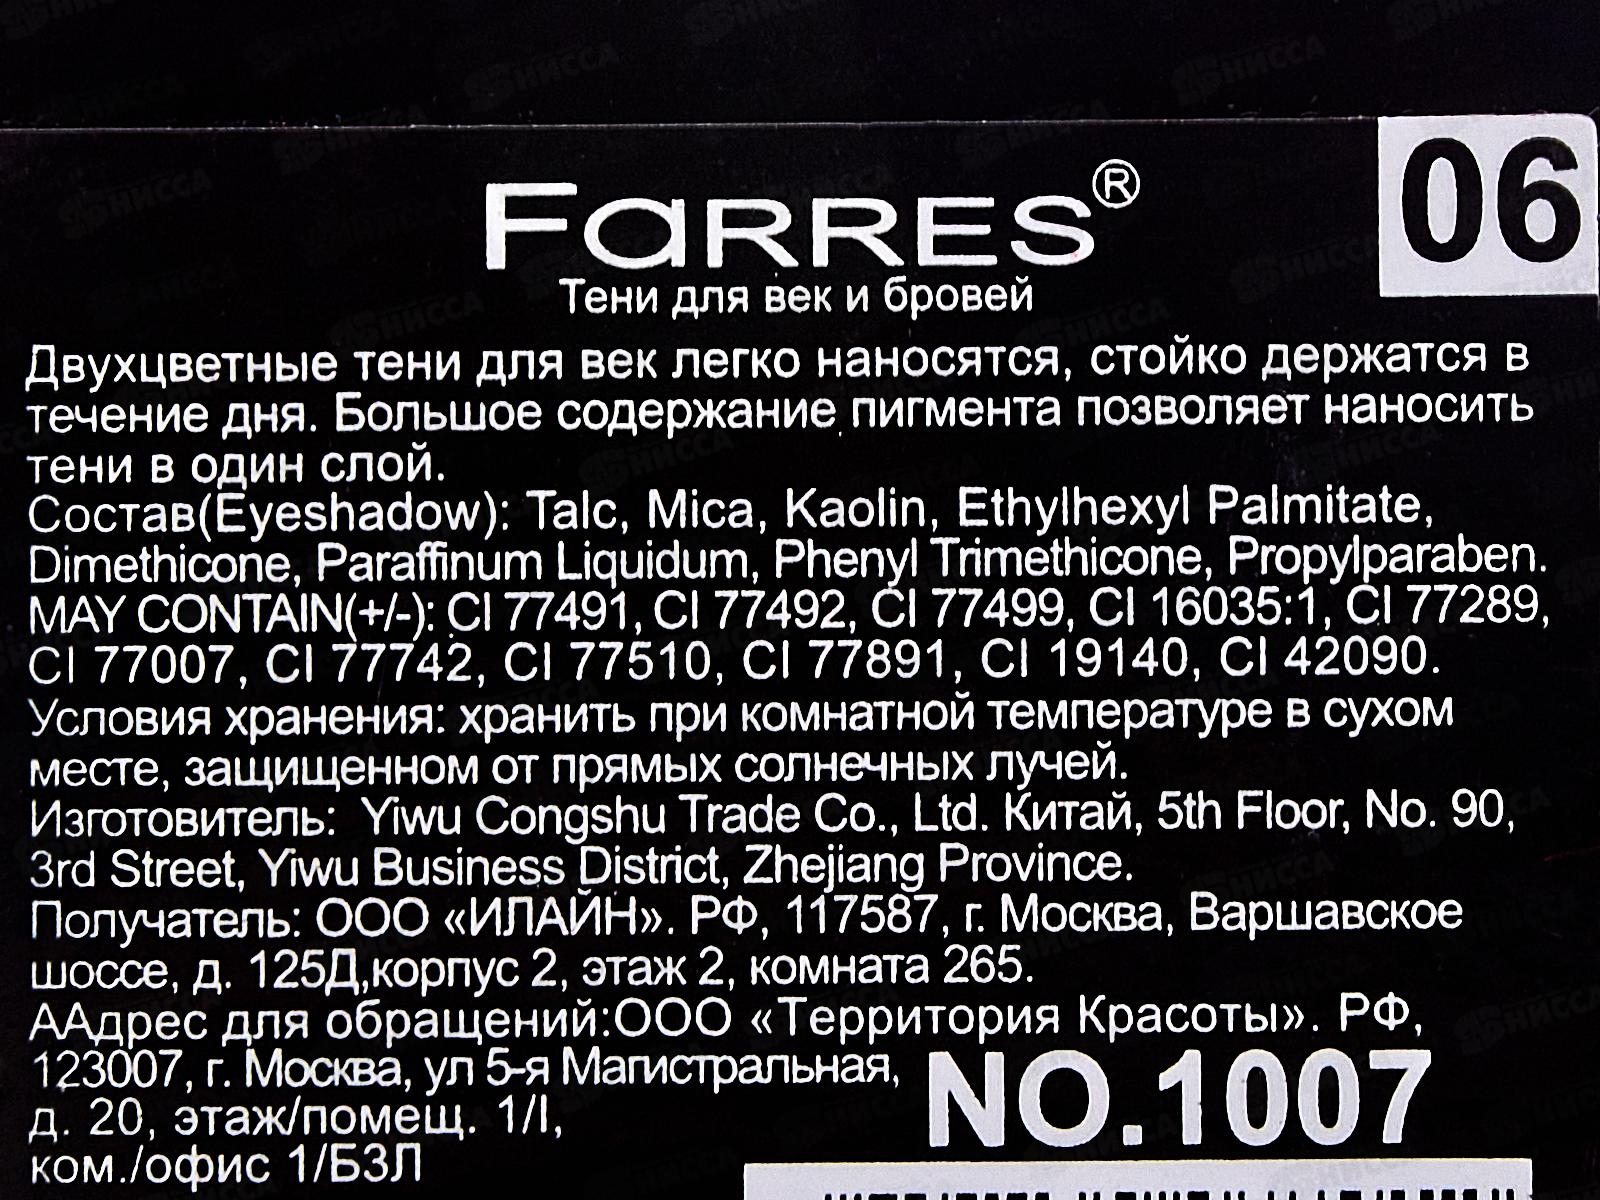 06
FARRES®
Тени для век и бровей
Двухцветные тени для век легко наносятся, стойко держатся в
течение дня. Большое содержание пигмента позволяет наносить
тени в один слой.
Состав(Eyeshadow): Talc, Mica, Kaolin, Ethylhexyl Palmitate,
Dimethicone, Paraffinum Liquidum, Phenyl Trimethicone, Propylparaben.
MAY CONTAIN(+/-): CI 77491, CI 77492, CI 77499, CI 16035:1, CI 77289,
CI 77007, CI 77742, CI 77510, CI 77891, CI 19140, CI 42090.
Условия хранения: хранить при комнатной температуре в сухом
месте, защищенном от прямых солнечных лучей.
Изготовитель: Yiwu Congshu Trade Co., Ltd. Китай, 5th Floor, No. 90,
3rd Street, Yiwu Business District, Zhejiang Province.
Получатель: ООО «ИЛАЙН». РФ, 117587, г. Москва, Варшавское
шоссе, д. 125Д,корпус 2, этаж 2, комната 265.
ААдрес для обращений:ООО «Территория Красоты». РФ,
123007, г. Москва, ул 5-я Магистральная,
д. 20, этаж/помещ. 1/I,
ком./офис 1/БЗЛ
NO.1007